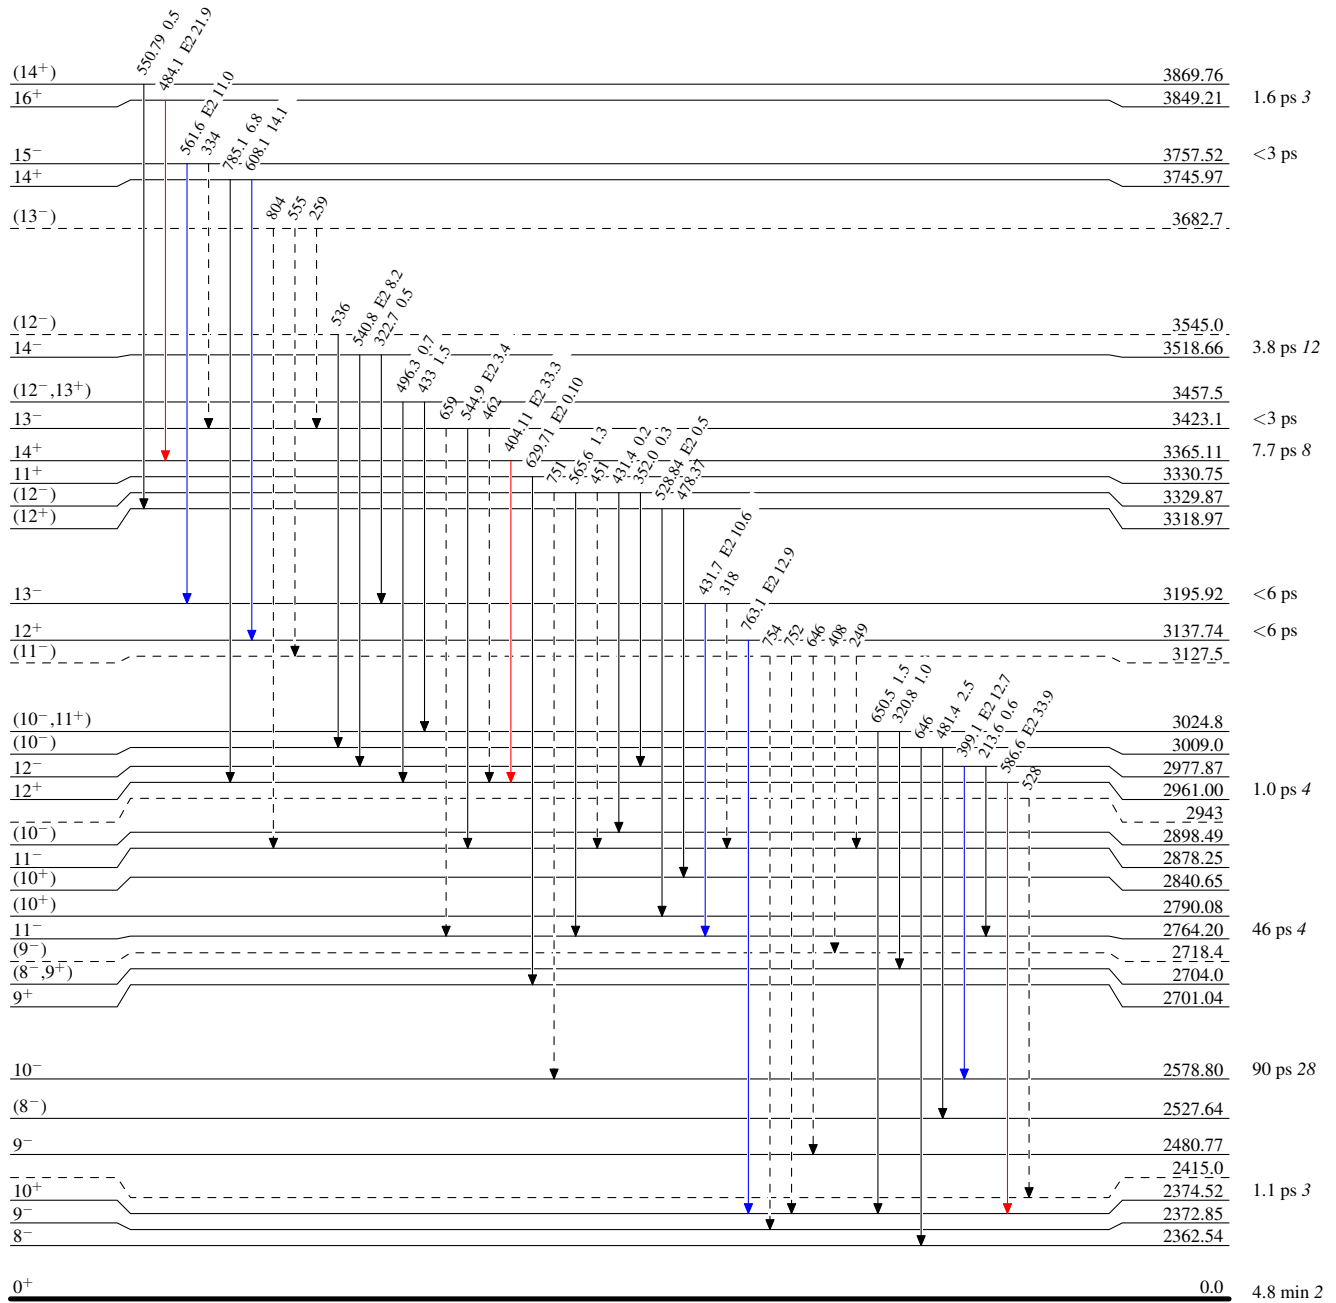 550.79 0.5
484.1 E2 21.9
561.6 E2 11.0
334
785.1 6.8
608.1 14.1
804
555
259
536
540.8 E2 8.2
322.7 0.5
496.3 0.7
433 1.5
659
544.9 E2 3.4
462
404.11 E2 33.3
629.71 E2 0.10
751
565.6 1.3
451
431.4 0.2
352.0 0.3
528.84 E2 0.5
478.37
431.7 E2 10.6
318
763.1 E2 12.9
754
752
646
408
249
650.5 1.5
320.8 1.0
646
481.4 2.5
399.1 E2 12.7
213.6 0.6
586.6 E2 33.9
528
(14⁺) 3869.76
16⁺ 3849.21 1.6 ps 3
15⁻ 3757.52 <3 ps
14⁺ 3745.97
(13⁻) 3682.7
(12⁻) 3545.0
14⁻ 3518.66 3.8 ps 12
(12⁻,13⁺) 3457.5
13⁻ 3423.1 <3 ps
14⁺ 3365.11 7.7 ps 8
11⁺ 3330.75
(12⁻) 3329.87
(12⁺) 3318.97
13⁻ 3195.92 <6 ps
12⁺ 3137.74 <6 ps
(11⁻) 3127.5
(10⁻,11⁺) 3024.8
(10⁻) 3009.0
12⁻ 2977.87
12⁺ 2961.00 1.0 ps 4
2943
(10⁻) 2898.49
11⁻ 2878.25
(10⁺) 2840.65
(10⁺) 2790.08
11⁻ 2764.20 46 ps 4
(9⁻) 2718.4
(8⁻,9⁺) 2704.0
9⁺ 2701.04
10⁻ 2578.80 90 ps 28
(8⁻) 2527.64
9⁻ 2480.77
2415.0
10⁺ 2374.52 1.1 ps 3
9⁻ 2372.85
8⁻ 2362.54
0⁺ 0.0 4.8 min 2